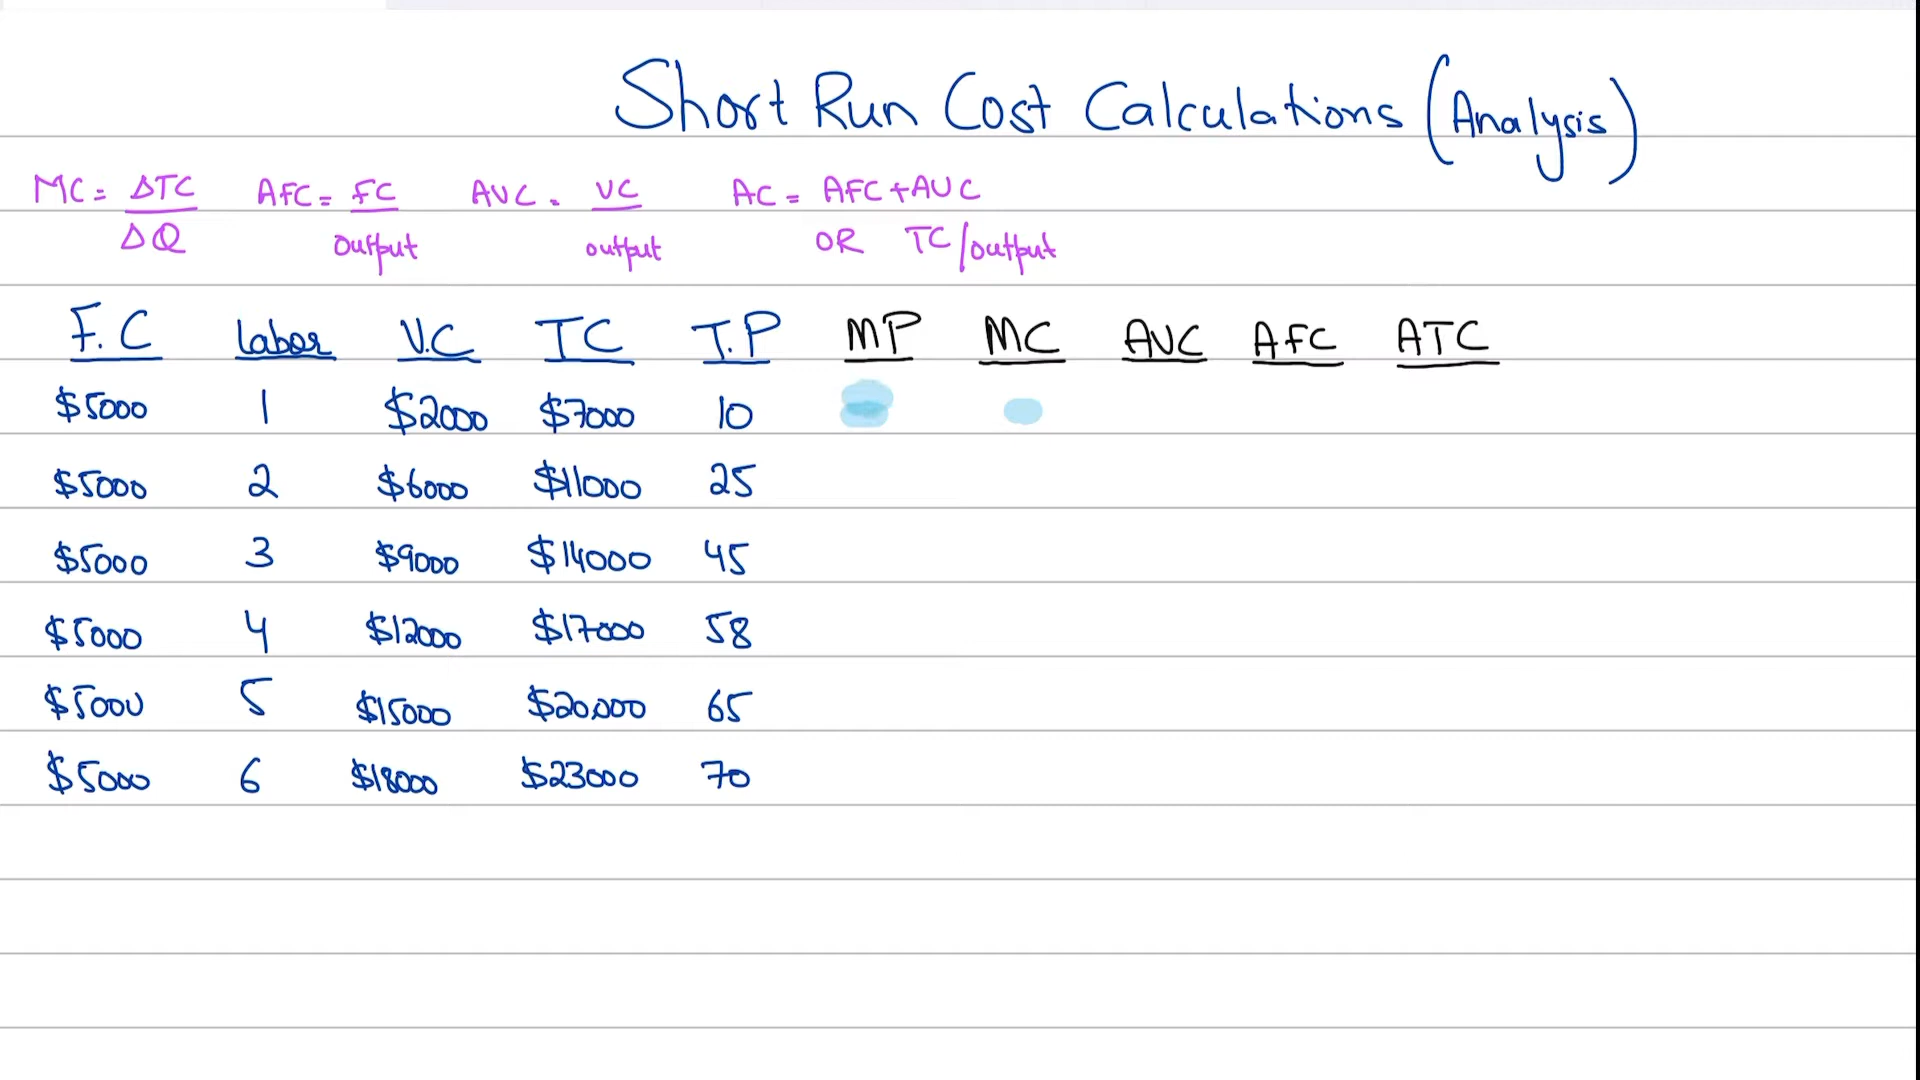 Short Run Cost Calculations (Analysis)
MC = ΔTC / ΔQ AFC = FC / output AVC = VC / output AC = AFC + AVC
OR TC/output
F.C Labor V.C TC T.P MP MC AVC AFC ATC
$5000 1 $2000 $7000 10
$5000 2 $6000 $11000 25
$5000 3 $9000 $14000 45
$5000 4 $12000 $17000 58
$5000 5 $15000 $20,000 65
$5000 6 $18000 $23000 70